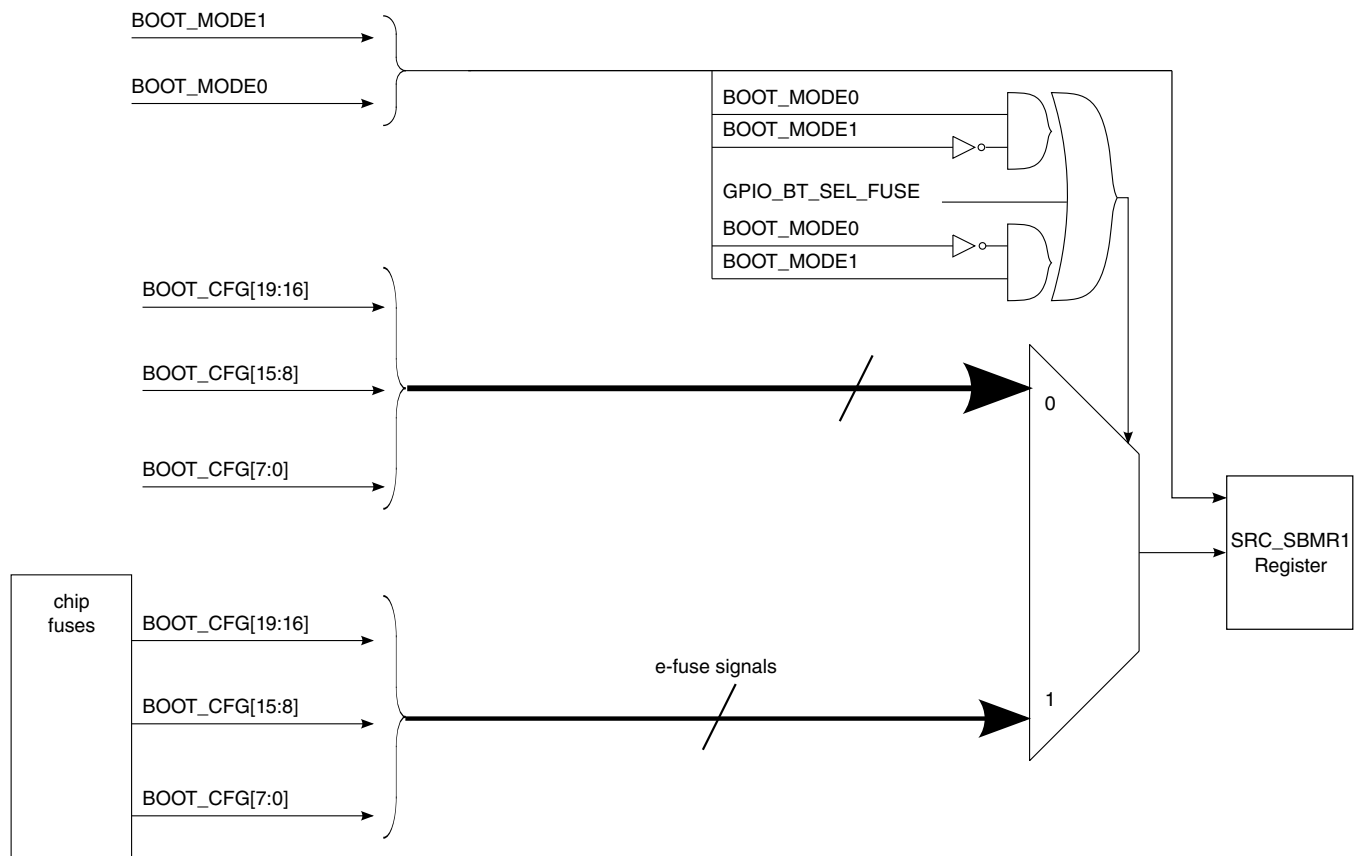 BOOT_MODE1
BOOT_MODE0
BOOT_MODE0
BOOT_MODE1
GPIO_BT_SEL_FUSE
BOOT_MODE0
BOOT_MODE1
BOOT_CFG[19:16]
BOOT_CFG[15:8]
BOOT_CFG[7:0]
0
SRC_SBMR1
Register
chip
fuses
BOOT_CFG[19:16]
BOOT_CFG[15:8]
BOOT_CFG[7:0]
e-fuse signals
1